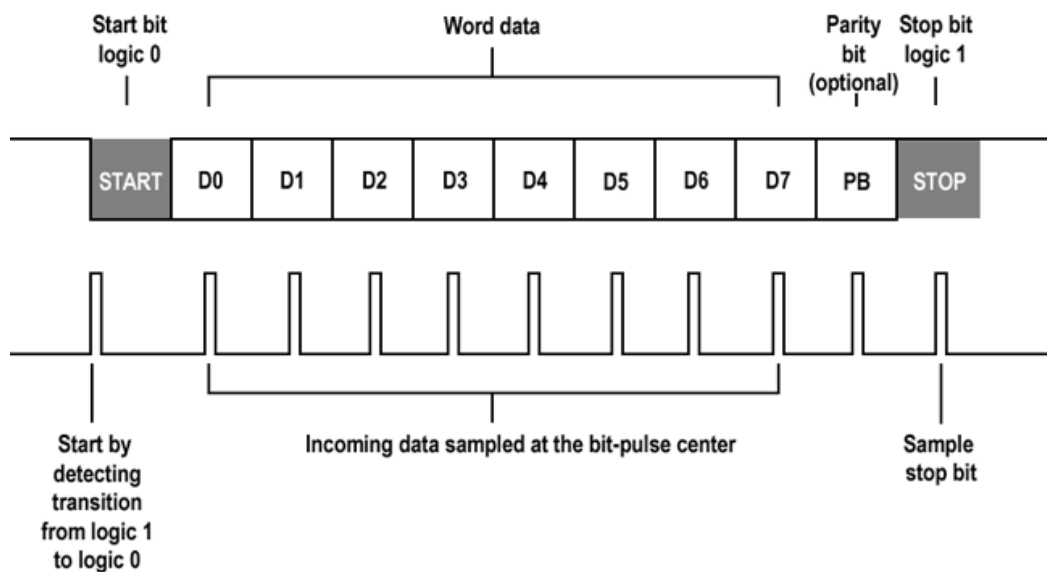 Start bit
logic 0
Word data
Parity
bit
(optional)
Stop bit
logic 1
START D0 D1 D2 D3 D4 D5 D6 D7 PB STOP
Start by
detecting
transition
from logic 1
to logic 0
Incoming data sampled at the bit-pulse center
Sample
stop bit